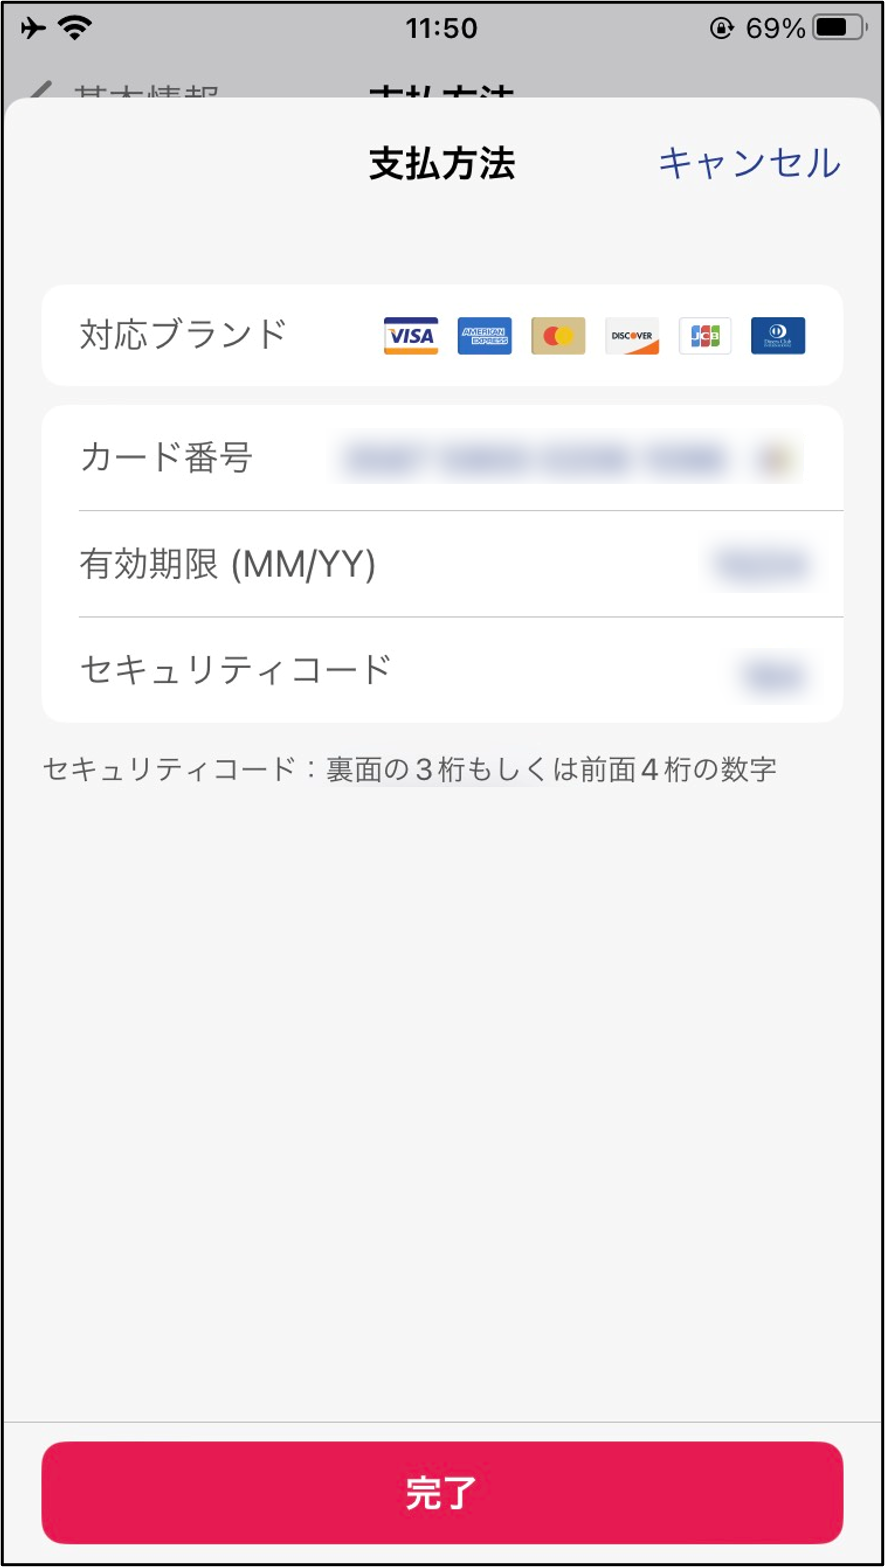 11:50 69%
支払方法 キャンセル
対応ブランド VISA AMERICAN EXPRESS DISCOVER JCB
カード番号
有効期限 (MM/YY)
セキュリティコード
セキュリティコード：裏面の3桁もしくは前面4桁の数字
完了